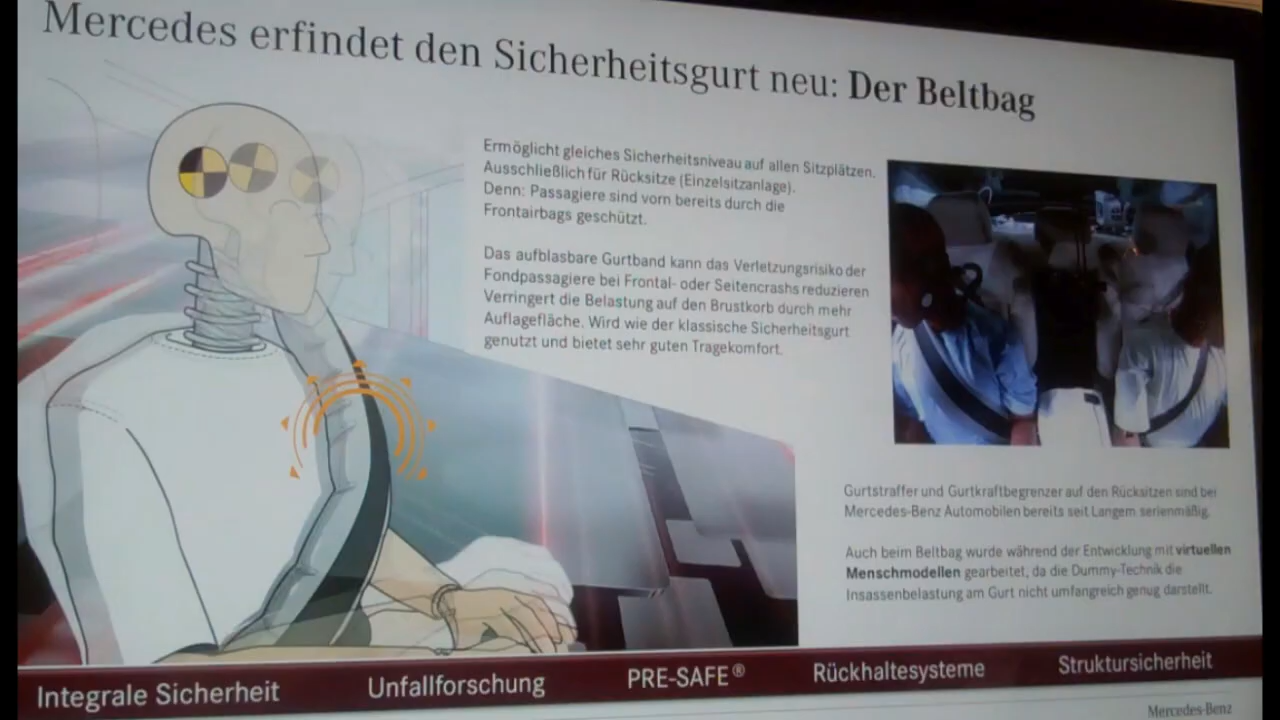 Mercedes erfindet den Sicherheitsgurt neu: Der Beltbag
Ermöglicht gleiches Sicherheitsniveau auf allen Sitzplätzen.
Ausschließlich für Rücksitze (Einzelsitzanlage).
Denn: Passagiere sind vorn bereits durch die
Frontairbags geschützt.
Das aufblasbare Gurtband kann das Verletzungsrisiko der
Fondpassagiere bei Frontal- oder Seitencrashs reduzieren
Verringert die Belastung auf den Brustkorb durch mehr
Auflagefläche. Wird wie der klassische Sicherheitsgurt
genutzt und bietet sehr guten Tragekomfort.
Gurtstraffer und Gurtkraftbegrenzer auf den Rücksitzen sind bei
Mercedes-Benz Automobilen bereits seit Langem serienmäßig.
Auch beim Beltbag wurde während der Entwicklung mit virtuellen
Menschmodellen gearbeitet, da die Dummy-Technik die
Insassenbelastung am Gurt nicht umfangreich genug darstellt.
Integrale Sicherheit Unfallforschung PRE-SAFE® Rückhaltesysteme Struktursicherheit
Mercedes-Benz